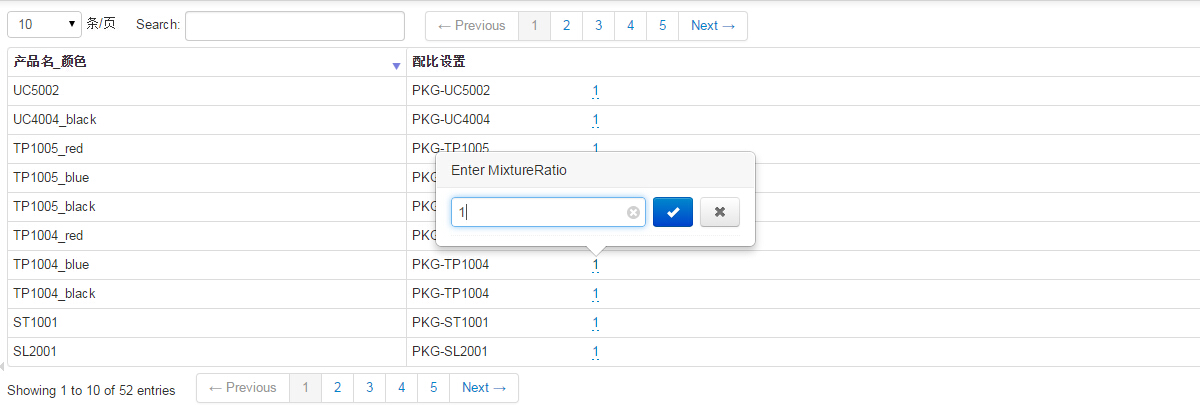 10 条/页 Search: ← Previous 1 2 3 4 5 Next →
产品名_颜色 配比设置
UC5002 PKG-UC5002 1
UC4004_black PKG-UC4004 1
TP1005_red PKG-TP1005 1
Enter MixtureRatio
TP1005_blue
TP1005_black 1
TP1004_red
TP1004_blue PKG-TP1004 1
TP1004_black PKG-TP1004 1
ST1001 PKG-ST1001 1
SL2001 PKG-SL2001 1
Showing 1 to 10 of 52 entries ← Previous 1 2 3 4 5 Next →